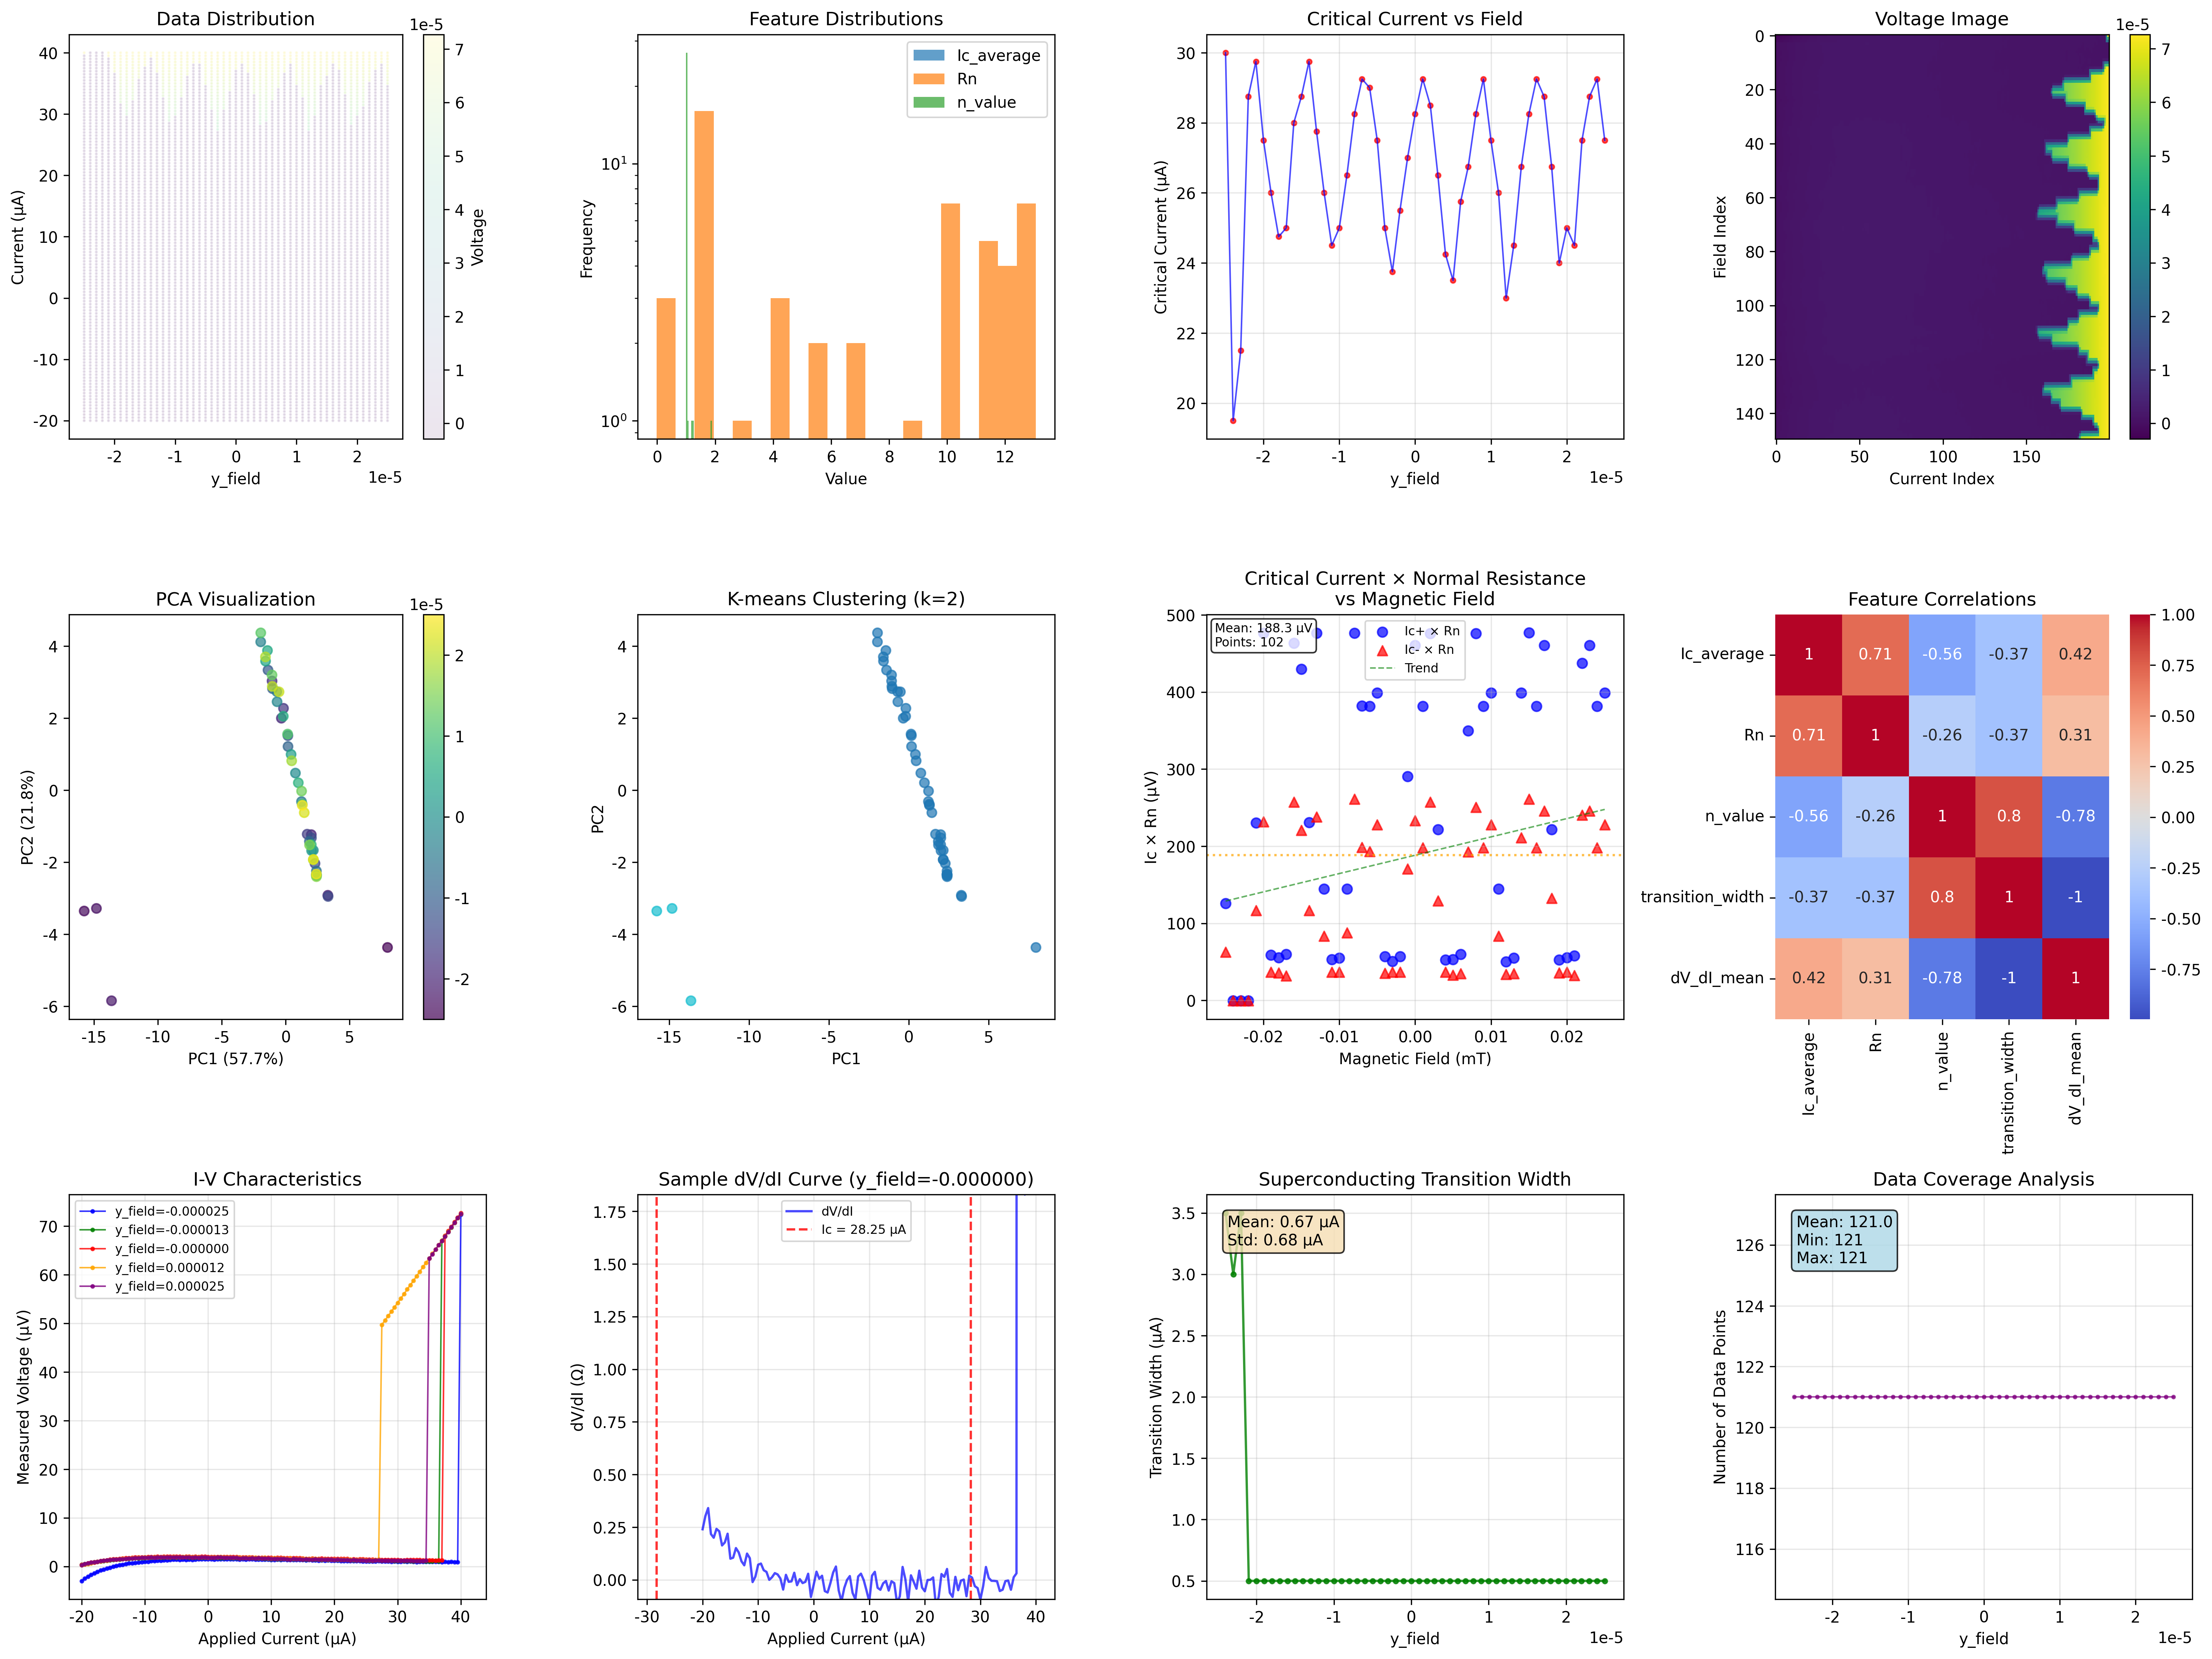 Data Distribution
1e-5
40
30
20
10
0
-10
-20
-2
-1
0
1
2
1e-5
Current (μA)
y_field
7
6
5
4
3
2
1
0
Voltage
Feature Distributions
Ic_average
Rn
n_value
10¹
10⁰
0
2
4
6
8
10
12
Frequency
Value
Critical Current vs Field
30
28
26
24
22
20
-2
-1
0
1
2
1e-5
Critical Current (μA)
y_field
Voltage Image
1e-5
0
20
40
60
80
100
120
140
0
50
100
150
Field Index
Current Index
7
6
5
4
3
2
1
0
PCA Visualization
1e-5
4
2
0
-2
-4
-6
-15
-10
-5
0
5
PC2 (21.8%)
PC1 (57.7%)
2
1
0
-1
-2
K-means Clustering (k=2)
4
2
0
-2
-4
-6
-15
-10
-5
0
5
PC2
PC1
Critical Current × Normal Resistance
vs Magnetic Field
Mean: 188.3 μV
Points: 102
Ic+ × Rn
Ic- × Rn
Trend
500
400
300
200
100
0
-0.02
-0.01
0.00
0.01
0.02
Ic × Rn (μV)
Magnetic Field (mT)
Feature Correlations
Ic_average
Rn
n_value
transition_width
dV_dI_mean
1 0.71 -0.56 -0.37 0.42
0.71 1 -0.26 -0.37 0.31
-0.56 -0.26 1 0.8 -0.78
-0.37 -0.37 0.8 1 -1
0.42 0.31 -0.78 -1 1
Ic_average
Rn
n_value
transition_width
dV_dI_mean
1.00
0.75
0.50
0.25
0.00
-0.25
-0.50
-0.75
I-V Characteristics
y_field=-0.000025
y_field=-0.000013
y_field=-0.000000
y_field=0.000012
y_field=0.000025
70
60
50
40
30
20
10
0
-20
-10
0
10
20
30
40
Measured Voltage (μV)
Applied Current (μA)
Sample dV/dI Curve (y_field=-0.000000)
dV/dI
Ic = 28.25 μA
1.75
1.50
1.25
1.00
0.75
0.50
0.25
0.00
-30
-20
-10
0
10
20
30
40
dV/dI (Ω)
Applied Current (μA)
Superconducting Transition Width
Mean: 0.67 μA
Std: 0.68 μA
3.5
3.0
2.5
2.0
1.5
1.0
0.5
-2
-1
0
1
2
1e-5
Transition Width (μA)
y_field
Data Coverage Analysis
Mean: 121.0
Min: 121
Max: 121
126
124
122
120
118
116
-2
-1
0
1
2
1e-5
Number of Data Points
y_field